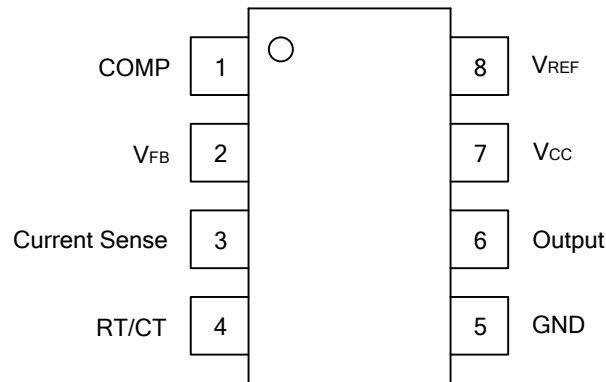 COMP 1 8 VREF
VFB 2 7 VCC
Current Sense 3 6 Output
RT/CT 4 5 GND